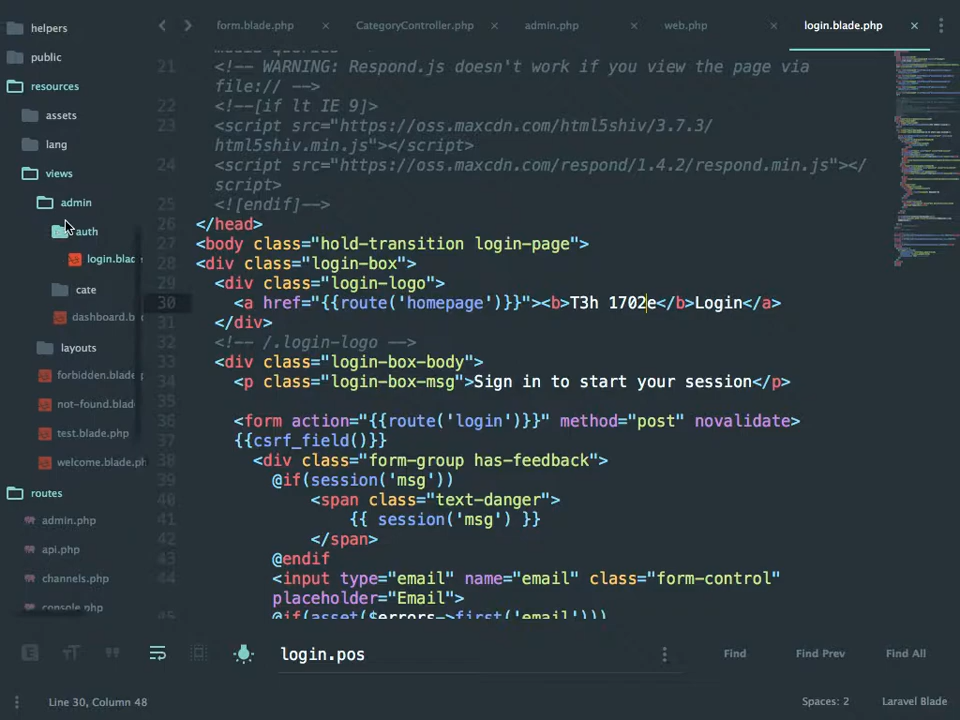 helpers
public
resources
assets
lang
views
admin
auth
login.blad
cate
dashboard.b
layouts
forbidden.blade
not-found.blad
test.blade.php
welcome.blade.ph
routes
admin.php
api.php
channels.php
console.php
form.blade.php
CategoryController.php
admin.php
web.php
login.blade.php
21 <!-- WARNING: Respond.js doesn't work if you view the page via
file:// -->
22 <!--[if lt IE 9]>
23 <script src="https://oss.maxcdn.com/html5shiv/3.7.3/
html5shiv.min.js"></script>
24 <script src="https://oss.maxcdn.com/respond/1.4.2/respond.min.js"></
script>
25 <![endif]-->
26 </head>
27 <body class="hold-transition login-page">
28 <div class="login-box">
29 <div class="login-logo">
30 <a href="{{route('homepage')}}"><b>T3h 1702e</b>Login</a>
31 </div>
32 <!-- /.login-logo -->
33 <div class="login-box-body">
34 <p class="login-box-msg">Sign in to start your session</p>
35
36 <form action="{{route('login')}}" method="post" novalidate>
37 {{csrf_field()}}
38 <div class="form-group has-feedback">
39 @if(session('msg'))
40 <span class="text-danger">
41 {{ session('msg') }}
42 </span>
43 @endif
44 <input type="email" name="email" class="form-control"
placeholder="Email">
45 @if(asset($errors->first('email')))
login.pos
Find
Find Prev
Find All
Line 30, Column 48
Spaces: 2
Laravel Blade